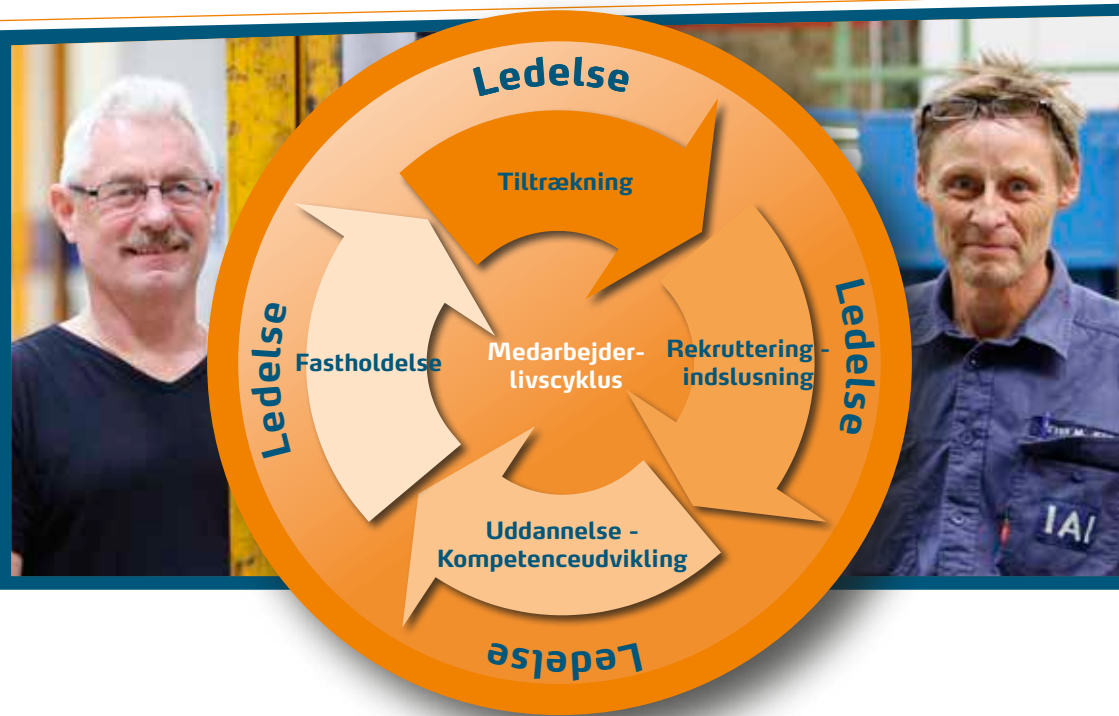 Ledelse
Tiltrækning
Ledelse
Fastholdelse
Medarbejder-
livscyklus
Rekruttering -
indslusning
Ledelse
Uddannelse -
Kompetenceudvikling
Ledelse
IAI